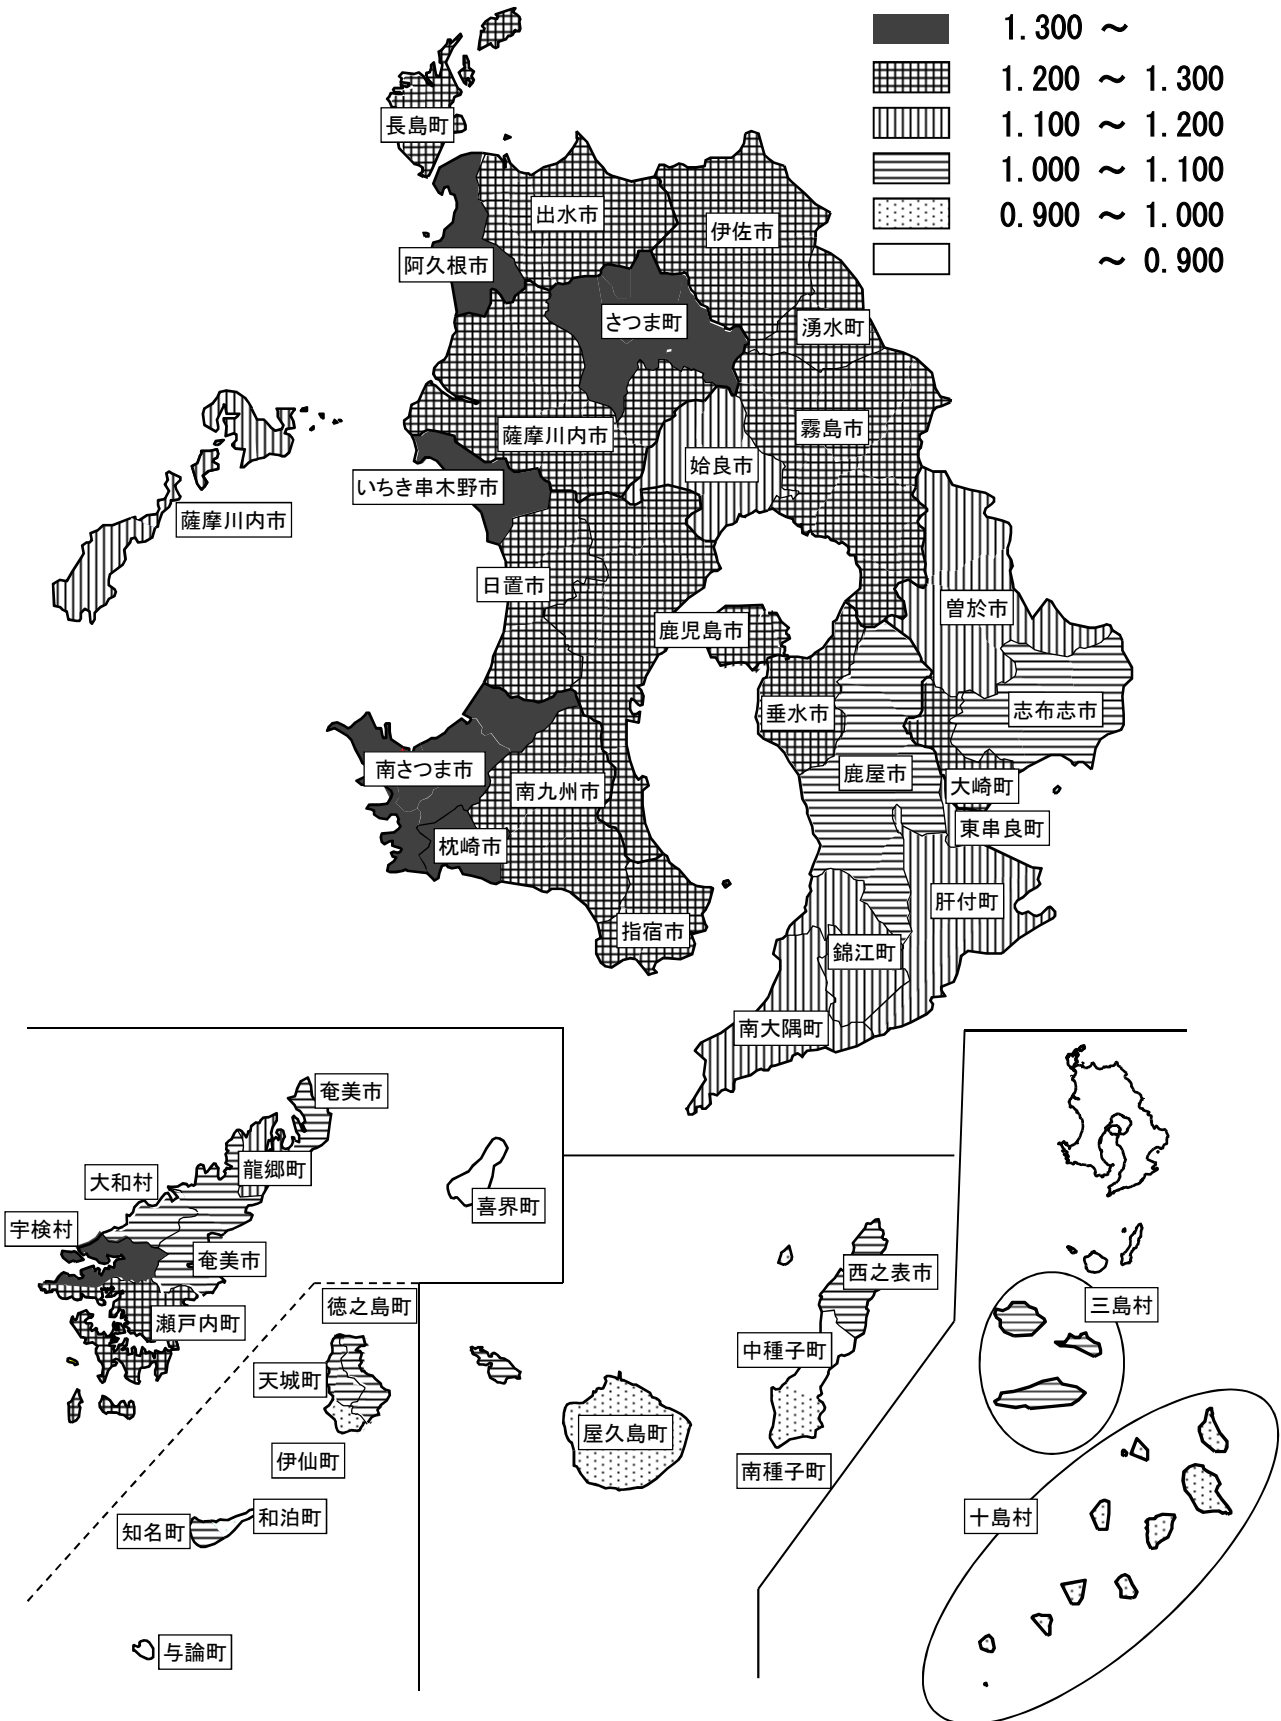 1.300 ～
1.200 ～ 1.300
1.100 ～ 1.200
1.000 ～ 1.100
0.900 ～ 1.000
～ 0.900
長島町
出水市
伊佐市
阿久根市
さつま町
湧水町
薩摩川内市
霧島市
姶良市
いちき串木野市
薩摩川内市
日置市
曽於市
鹿児島市
垂水市
志布志市
南さつま市
鹿屋市
南九州市
大崎町
東串良町
枕崎市
肝付町
指宿市
錦江町
南大隅町
奄美市
龍郷町
大和村
喜界町
宇検村
奄美市
西之表市
徳之島町
三島村
瀬戸内町
中種子町
天城町
屋久島町
伊仙町
南種子町
和泊町
十島村
知名町
与論町